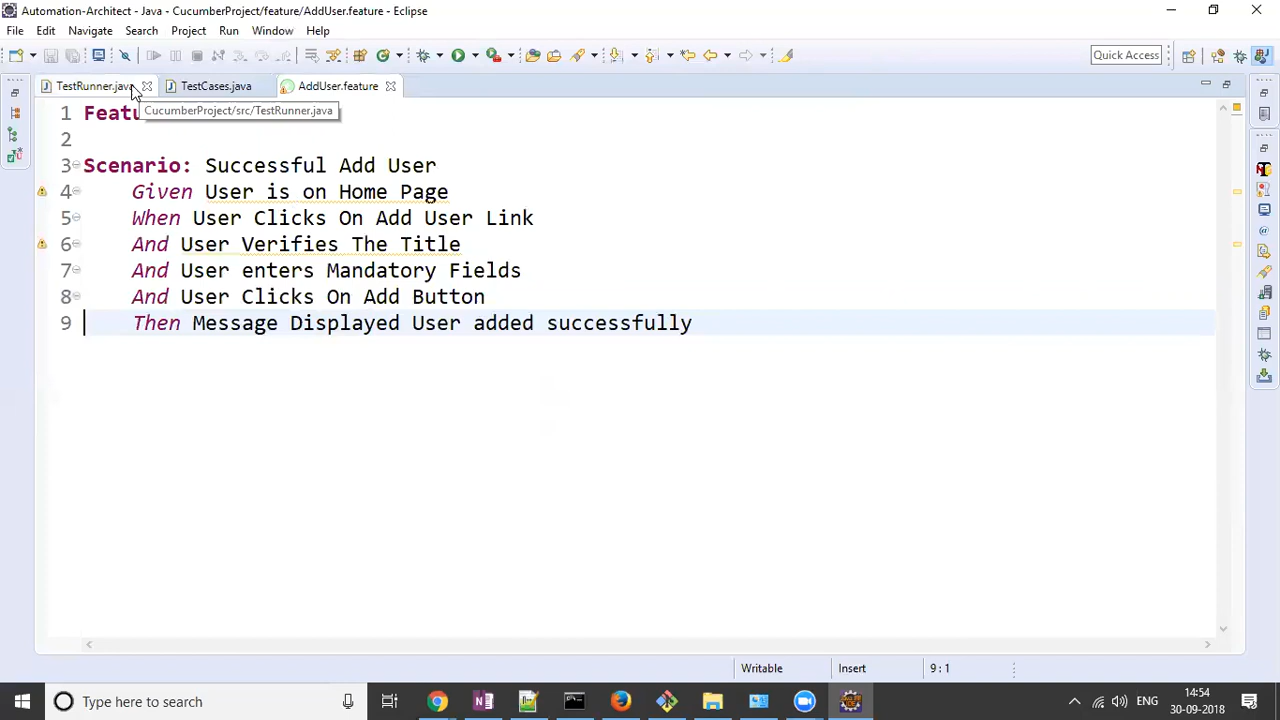 Automation-Architect - Java - CucumberProject/feature/AddUser.feature - Eclipse
File Edit Navigate Search Project Run Window Help
Quick Access
TestRunner.java TestCases.java AddUser.feature
CucumberProject/src/TestRunner.java
1
2
3 Scenario: Successful Add User
4 Given User is on Home Page
5 When User Clicks On Add User Link
6 And User Verifies The Title
7 And User enters Mandatory Fields
8 And User Clicks On Add Button
9 Then Message Displayed User added successfully
Writable Insert 9 : 1
Type here to search
ENG
14:54
30-09-2018